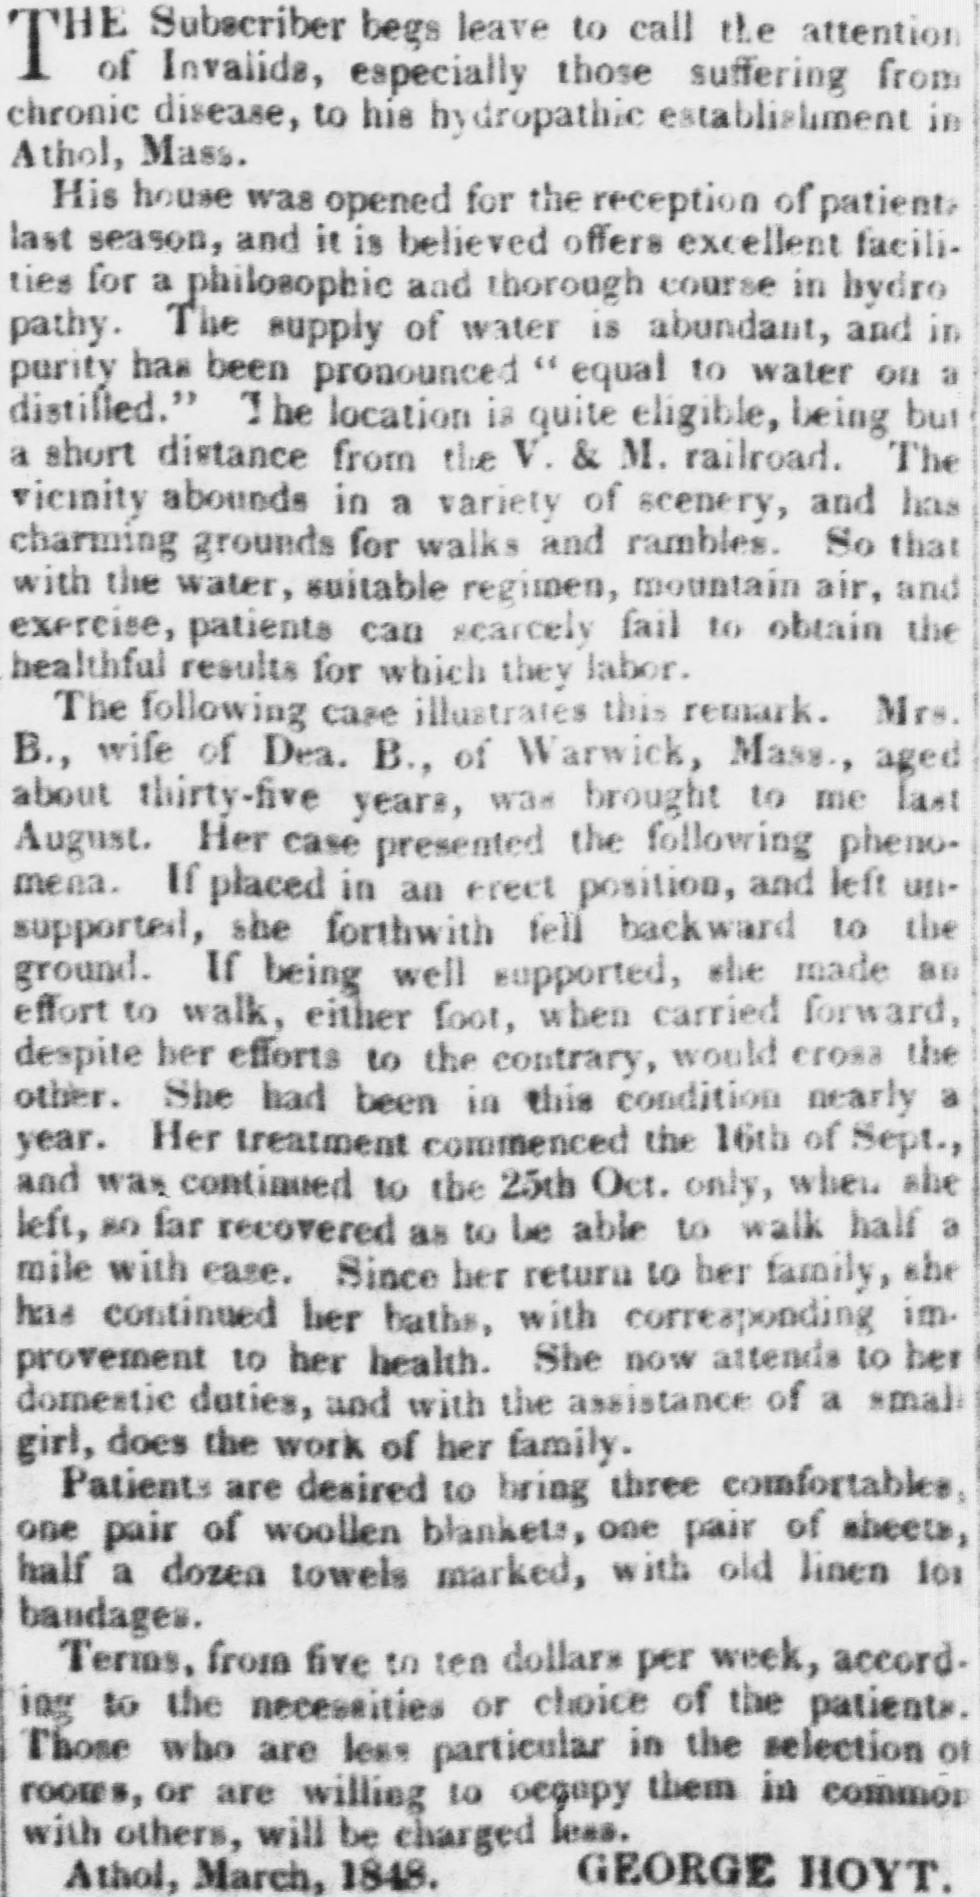 THE Subscriber begs leave to call the attention
of Invalids, especially those suffering from
chronic disease, to his hydropathic establishment in
Athol, Mass.
His house was opened for the reception of patients
last season, and it is believed offers excellent facili-
ties for a philosophic and thorough course in hydro
pathy. The supply of water is abundant, and in
purity has been pronounced "equal to water on a
distilled." The location is quite eligible, being but
a short distance from the V. & M. railroad. The
vicinity abounds in a variety of scenery, and has
charming grounds for walks and rambles. So that
with the water, suitable regimen, mountain air, and
exercise, patients can scarcely fail to obtain the
healthful results for which they labor.
The following case illustrates this remark. Mrs.
B., wife of Dea. B., of Warwick, Mass., aged
about thirty-five years, was brought to me last
August. Her case presented the following pheno-
mena. If placed in an erect position, and left un-
supported, she forthwith fell backward to the
ground. If being well supported, she made an
effort to walk, either foot, when carried forward,
despite her efforts to the contrary, would cross the
other. She had been in this condition nearly a
year. Her treatment commenced the 16th of Sept.,
and was continued to the 25th Oct. only, when she
left, so far recovered as to be able to walk half a
mile with ease. Since her return to her family, she
has continued her baths, with corresponding im-
provement to her health. She now attends to her
domestic duties, and with the assistance of a small
girl, does the work of her family.
Patients are desired to bring three comfortables,
one pair of woollen blankets, one pair of sheets,
half a dozen towels marked, with old linen for
bandages.
Terms, from five to ten dollars per week, accord-
ing to the necessities or choice of the patients.
Those who are less particular in the selection of
rooms, or are willing to occupy them in common
with others, will be charged less.
Athol, March, 1848. GEORGE HOYT.